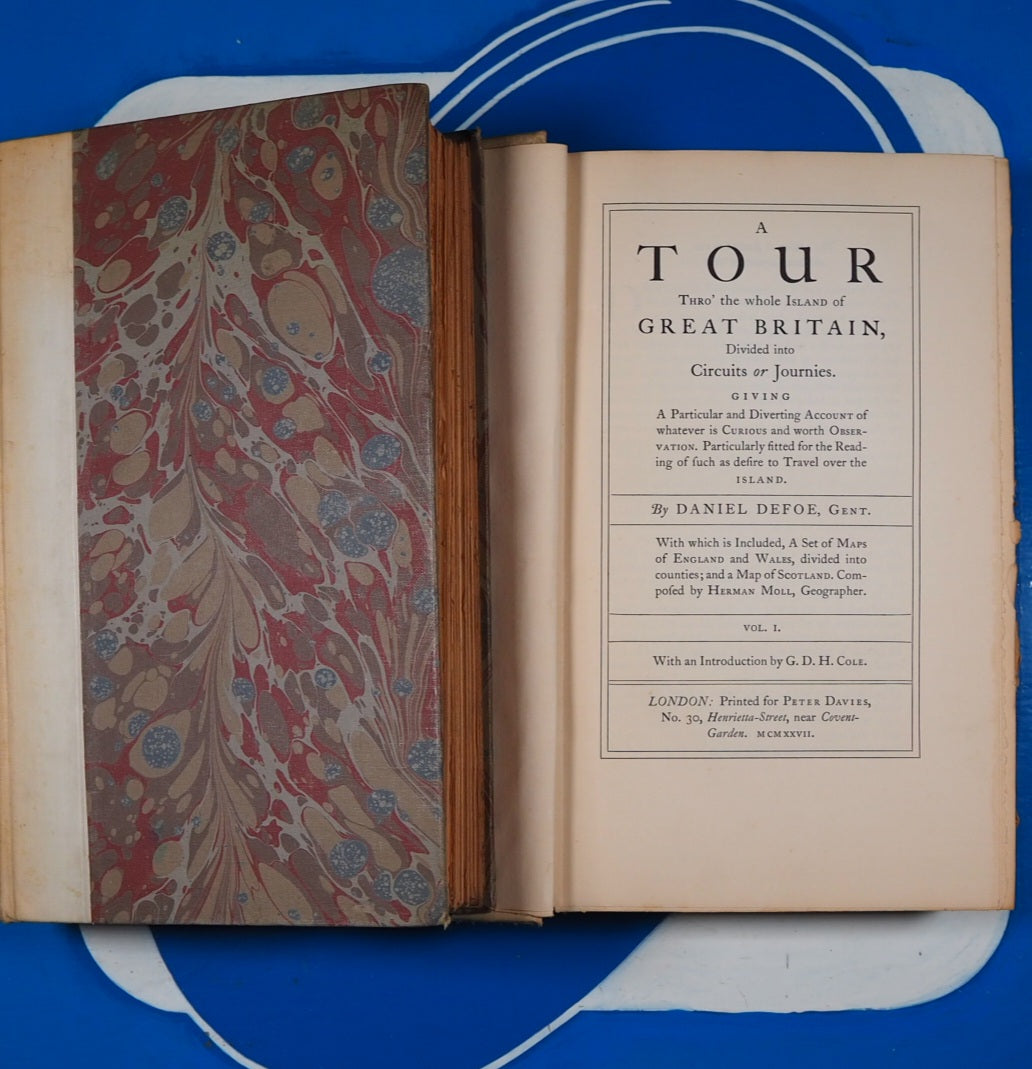 A
TOUR
THRO' the whole ISLAND of
GREAT BRITAIN,
Divided into
Circuits or Journies.
GIVING
A Particular and Diverting ACCOUNT of
whatever is CURIOUS and worth OBSER-
VATION. Particularly fitted for the Read-
ing of ſuch as deſire to Travel over the
ISLAND.
By DANIEL DEFOE, GENT.
With which is Included, A Set of MAPS
of ENGLAND and WALES, divided into
counties; and a Map of SCOTLAND. Com-
poſed by HERMAN MOLL, Geographer.
VOL. I.
With an Introduction by G. D. H. COLE.
LONDON: Printed for PETER DAVIES,
No. 30, Henrietta-Street, near Covent-
Garden. MCMXXVII.